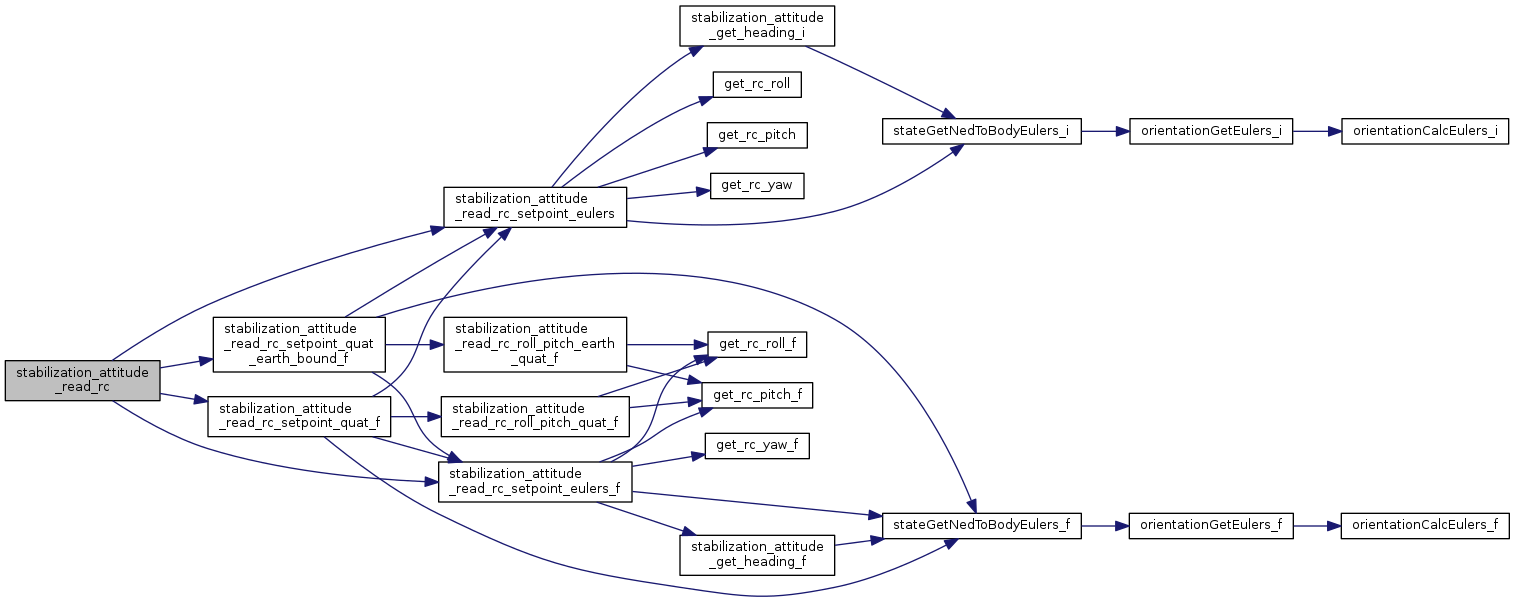 stabilization_attitude
_get_heading_i
get_rc_roll
get_rc_pitch
stateGetNedToBodyEulers_i
orientationGetEulers_i
orientationCalcEulers_i
get_rc_yaw
stabilization_attitude
_read_rc_setpoint_eulers
stabilization_attitude
_read_rc_setpoint_quat
_earth_bound_f
stabilization_attitude
_read_rc_roll_pitch_earth
_quat_f
get_rc_roll_f
stabilization_attitude
_read_rc
get_rc_pitch_f
stabilization_attitude
_read_rc_setpoint_quat_f
stabilization_attitude
_read_rc_roll_pitch_quat_f
get_rc_yaw_f
stabilization_attitude
_read_rc_setpoint_eulers_f
stateGetNedToBodyEulers_f
orientationGetEulers_f
orientationCalcEulers_f
stabilization_attitude
_get_heading_f